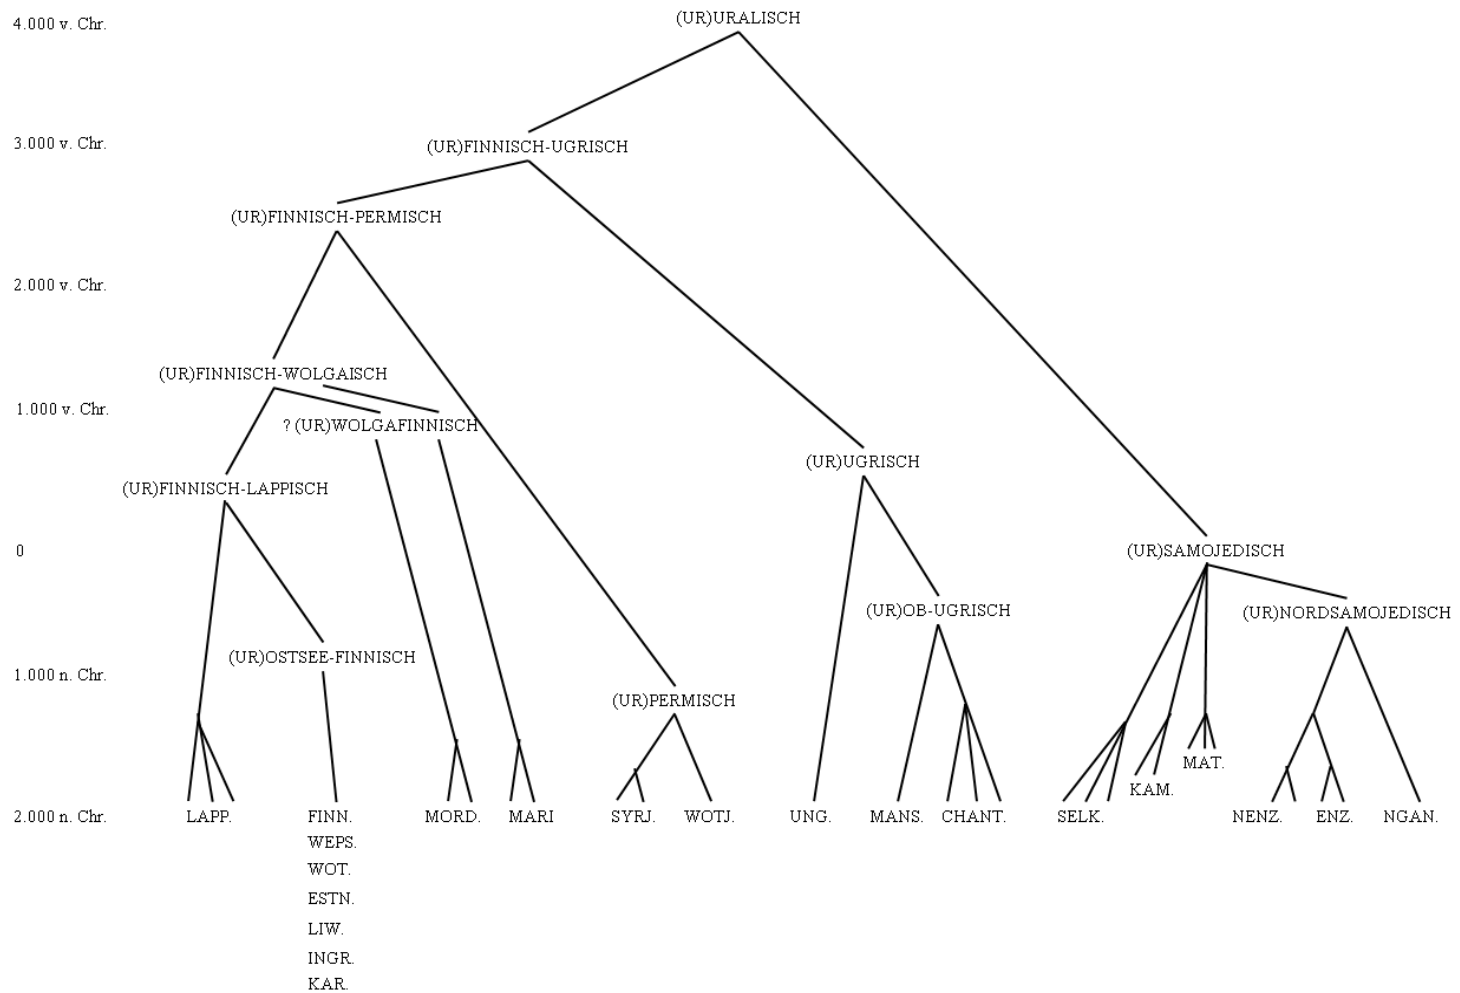 4.000 v. Chr.
(UR)URALISCH
3.000 v. Chr.
(UR)FINNISCH-UGRISCH
(UR)FINNISCH-PERMISCH
2.000 v. Chr.
(UR)FINNISCH-WOLGAISCH
1.000 v. Chr.
? (UR)WOLGAFINNISCH
(UR)UGRISCH
(UR)FINNISCH-LAPPISCH
0
(UR)SAMOJEDISCH
(UR)OB-UGRISCH
(UR)NORDSAMOJEDISCH
(UR)OSTSEE-FINNISCH
1.000 n. Chr.
(UR)PERMISCH
MAT.
KAM.
2.000 n. Chr.
LAPP.
FINN.
MORD.
MARI
SYRJ.
WOTJ.
UNG.
MANS.
CHANT.
SELK.
NENZ.
ENZ.
NGAN.
WEPS.
WOT.
ESTN.
LIW.
INGR.
KAR.